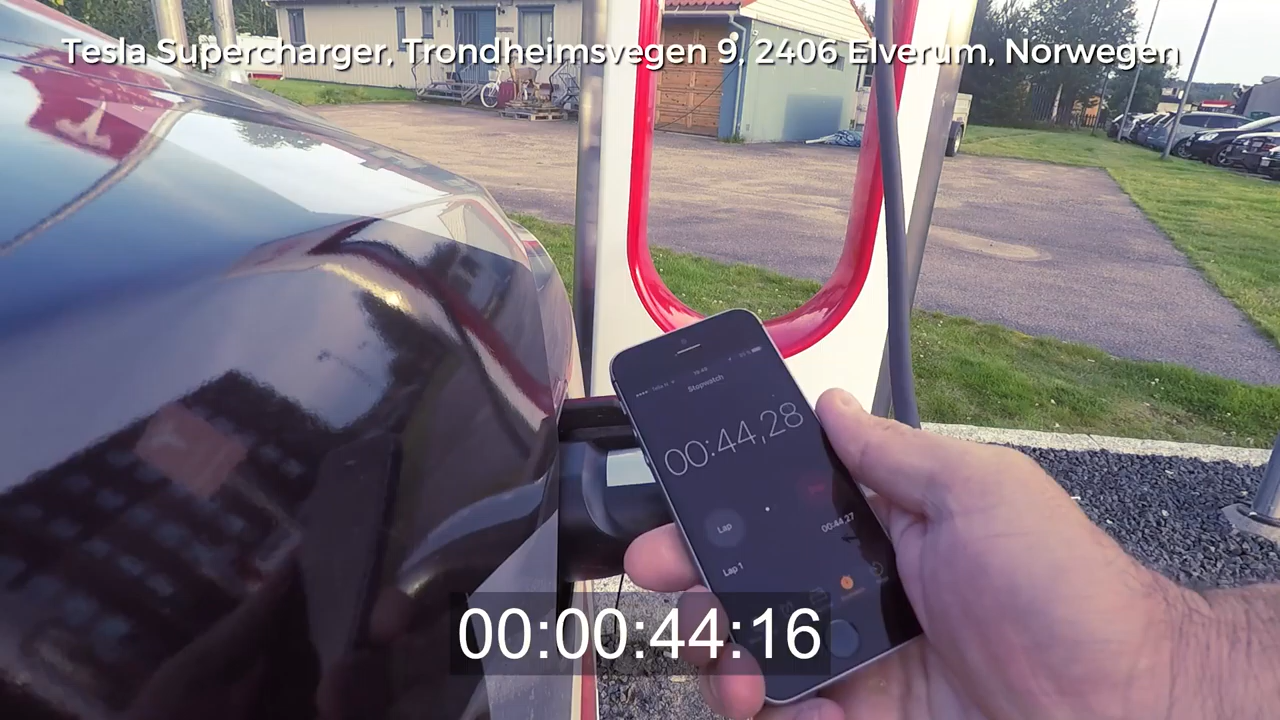 Tesla Supercharger, Trondheimsvegen 9, 2406 Elverum, Norwegen
Stopwatch
00:44,28
Lap
Lap 1
00:44,27
00:00:44:16